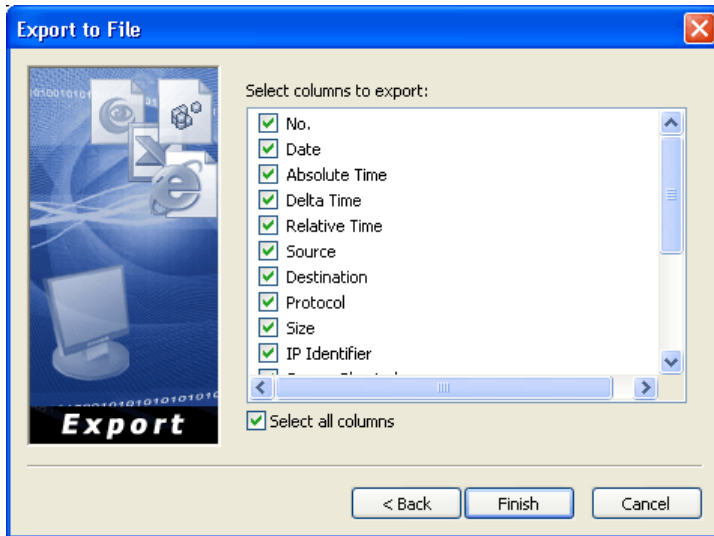 Export to File
Select columns to export:
No.
Date
Absolute Time
Delta Time
Relative Time
Source
Destination
Protocol
Size
IP Identifier
Select all columns
Export
< Back
Finish
Cancel